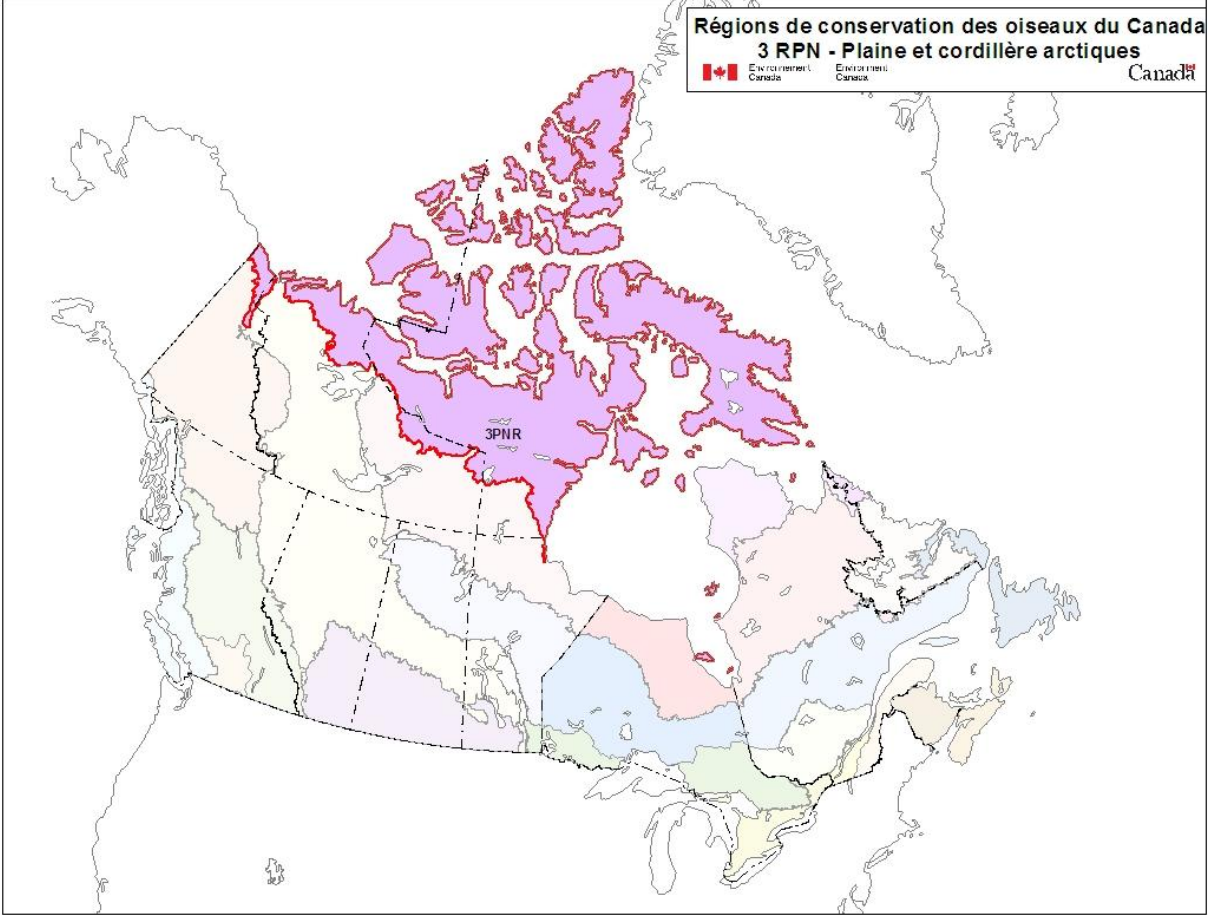 Régions de conservation des oiseaux du Canada
3 RPN - Plaine et cordillère arctiques
Environnement Environment
Canada Canada
Canada
3PNR